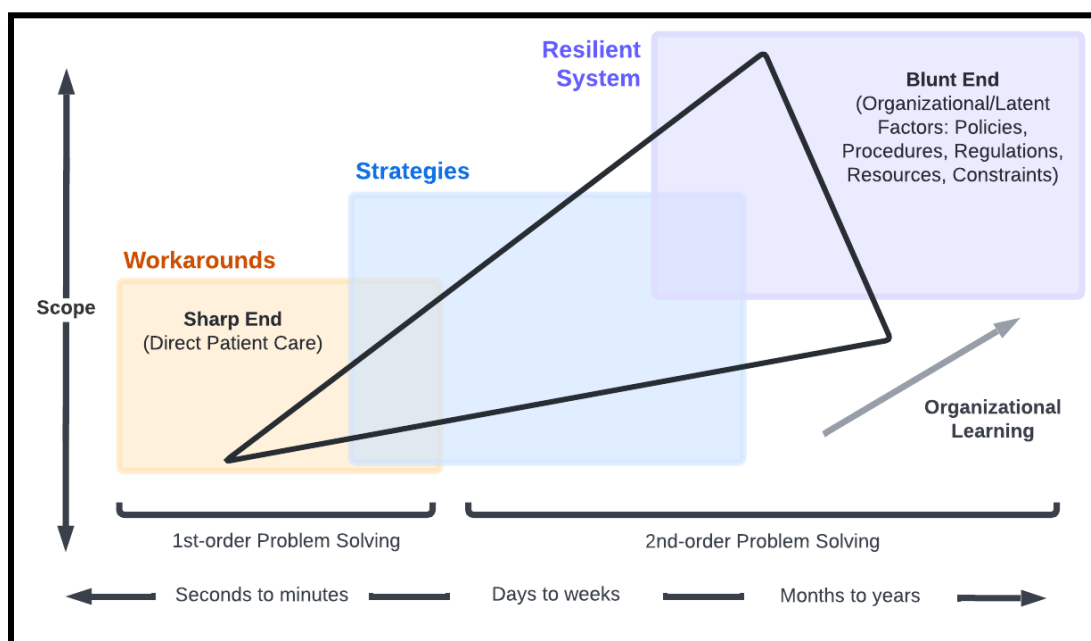 Resilient
System
Blunt End
(Organizational/Latent
Factors: Policies,
Procedures, Regulations,
Resources, Constraints)
Strategies
Workarounds
Scope
Sharp End
(Direct Patient Care)
Organizational
Learning
1st-order Problem Solving
2nd-order Problem Solving
Seconds to minutes
Days to weeks
Months to years